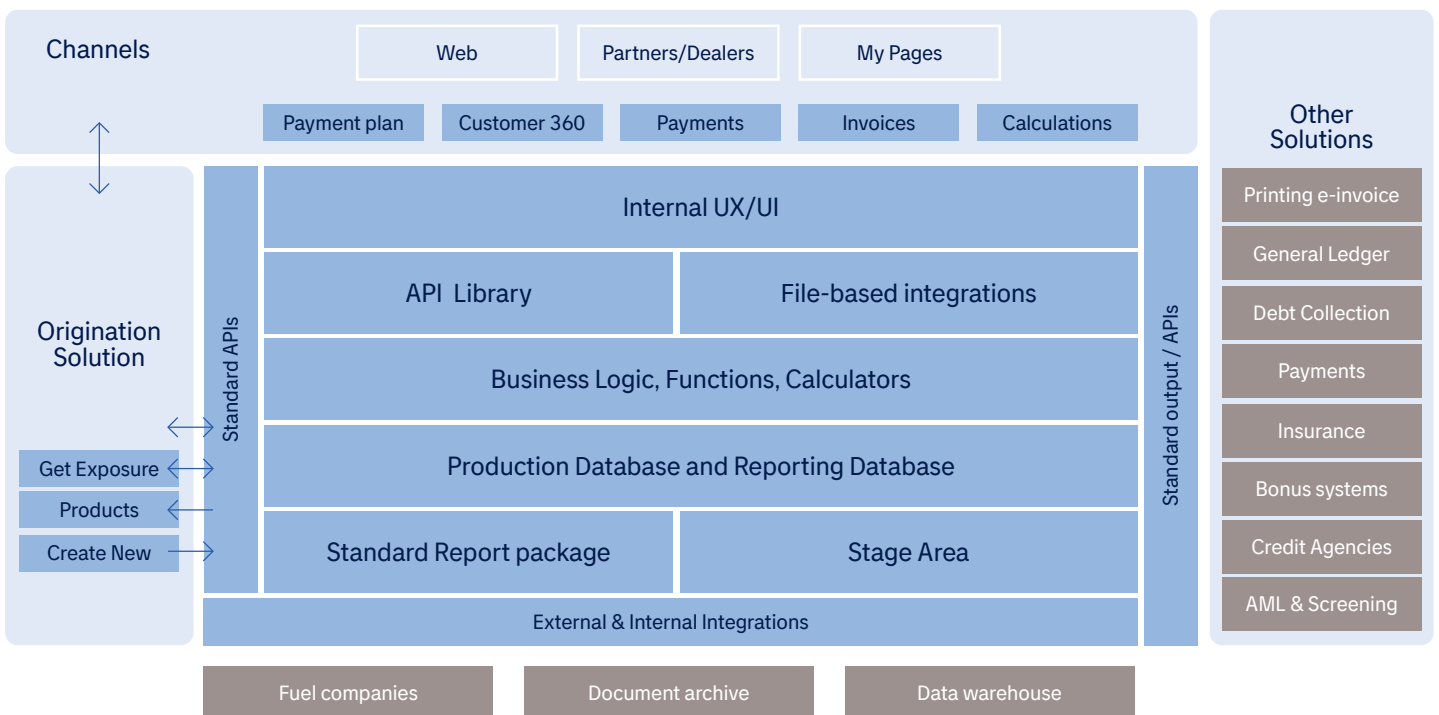 Channels
Web
Partners/Dealers
My Pages
Payment plan
Customer 360
Payments
Invoices
Calculations
Origination
Solution
Get Exposure
Products
Create New
Standard APIs
Internal UX/UI
API Library
File-based integrations
Business Logic, Functions, Calculators
Production Database and Reporting Database
Standard Report package
Stage Area
External & Internal Integrations
Standard output / APIs
Other
Solutions
Printing e-invoice
General Ledger
Debt Collection
Payments
Insurance
Bonus systems
Credit Agencies
AML & Screening
Fuel companies
Document archive
Data warehouse